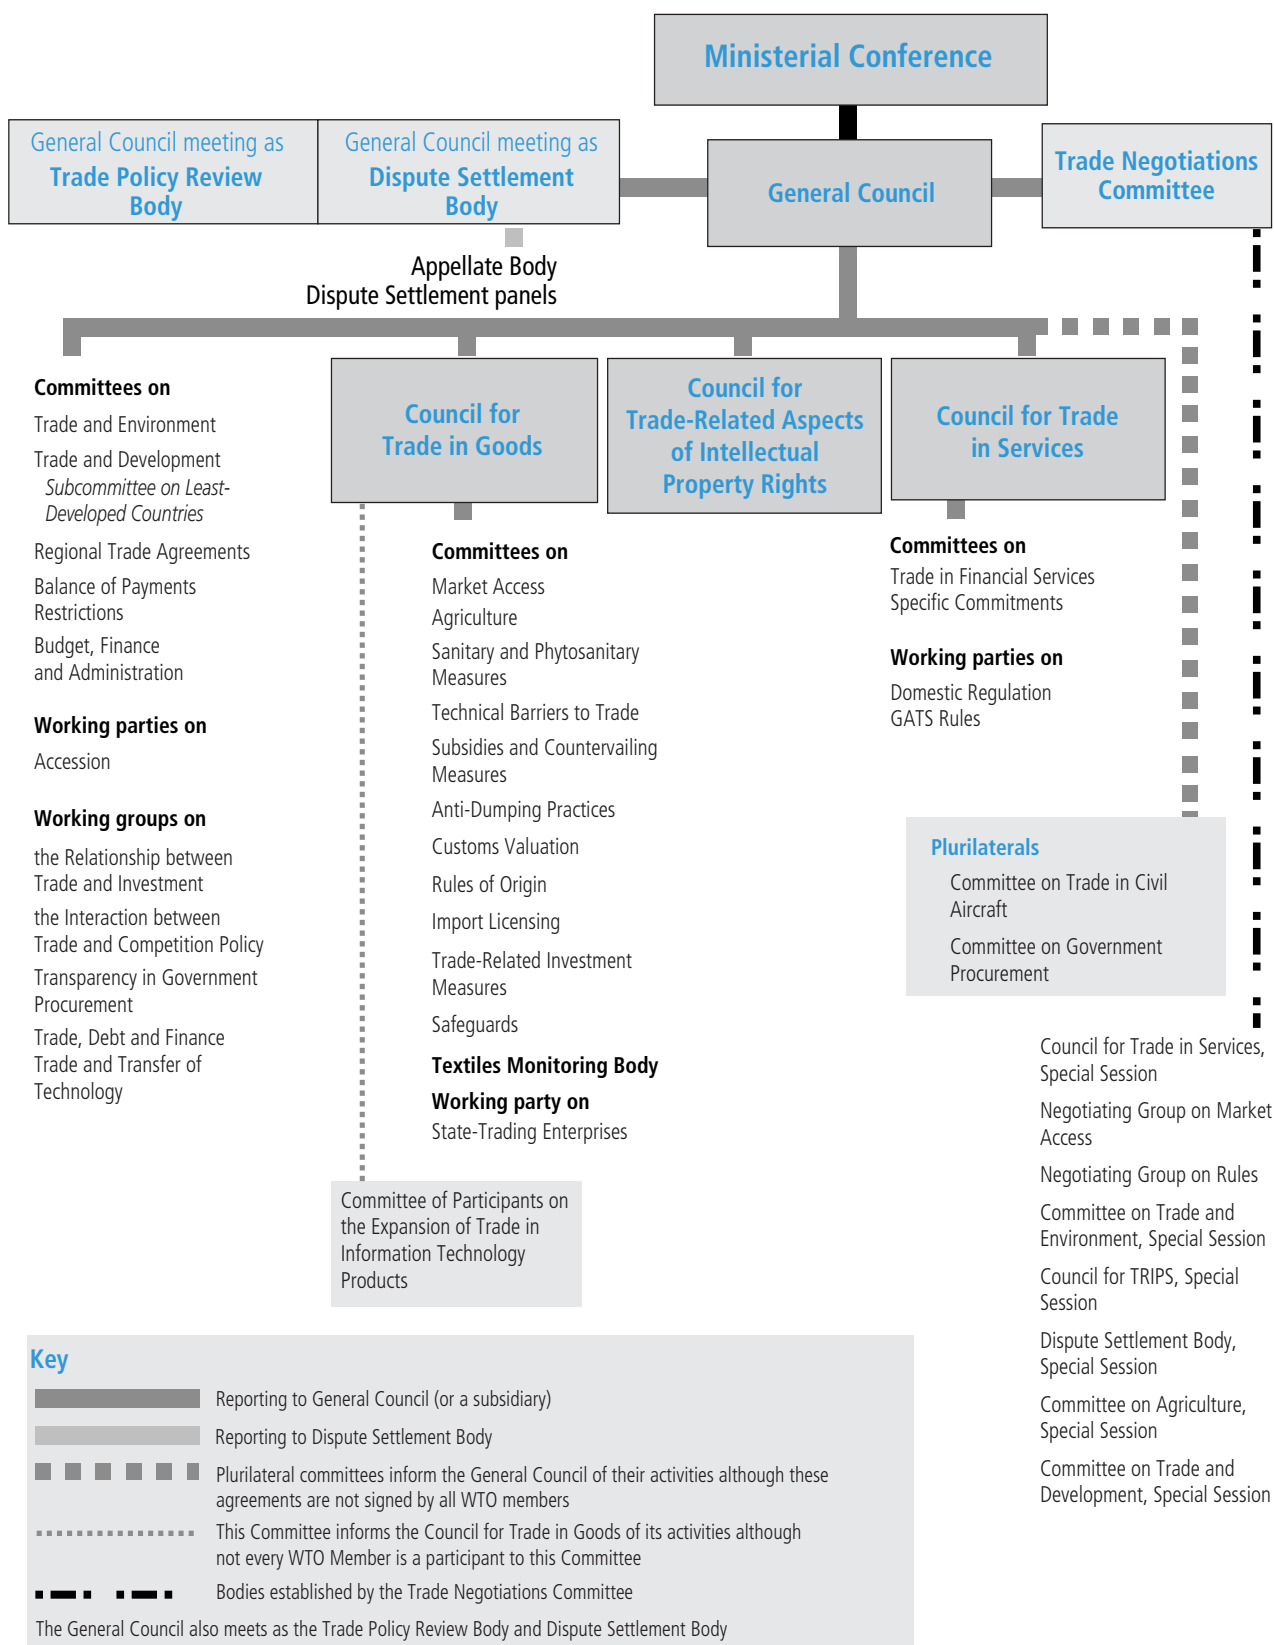 Ministerial Conference
General Council meeting as
Trade Policy Review
Body
General Council meeting as
Dispute Settlement
Body
General Council
Trade Negotiations
Committee
Appellate Body
Dispute Settlement panels
Committees on
Trade and Environment
Trade and Development
Subcommittee on Least-
Developed Countries
Regional Trade Agreements
Balance of Payments
Restrictions
Budget, Finance
and Administration
Working parties on
Accession
Working groups on
the Relationship between
Trade and Investment
the Interaction between
Trade and Competition Policy
Transparency in Government
Procurement
Trade, Debt and Finance
Trade and Transfer of
Technology
Council for
Trade in Goods
Committees on
Market Access
Agriculture
Sanitary and Phytosanitary
Measures
Technical Barriers to Trade
Subsidies and Countervailing
Measures
Anti-Dumping Practices
Customs Valuation
Rules of Origin
Import Licensing
Trade-Related Investment
Measures
Safeguards
Textiles Monitoring Body
Working party on
State-Trading Enterprises
Committee of Participants on
the Expansion of Trade in
Information Technology
Products
Council for
Trade-Related Aspects
of Intellectual
Property Rights
Council for Trade
in Services
Committees on
Trade in Financial Services
Specific Commitments
Working parties on
Domestic Regulation
GATS Rules
Plurilaterals
Committee on Trade in Civil
Aircraft
Committee on Government
Procurement
Council for Trade in Services,
Special Session
Negotiating Group on Market
Access
Negotiating Group on Rules
Committee on Trade and
Environment, Special Session
Council for TRIPS, Special
Session
Dispute Settlement Body,
Special Session
Committee on Agriculture,
Special Session
Committee on Trade and
Development, Special Session
Key
Reporting to General Council (or a subsidiary)
Reporting to Dispute Settlement Body
Plurilateral committees inform the General Council of their activities although these
agreements are not signed by all WTO members
This Committee informs the Council for Trade in Goods of its activities although
not every WTO Member is a participant to this Committee
Bodies established by the Trade Negotiations Committee
The General Council also meets as the Trade Policy Review Body and Dispute Settlement Body